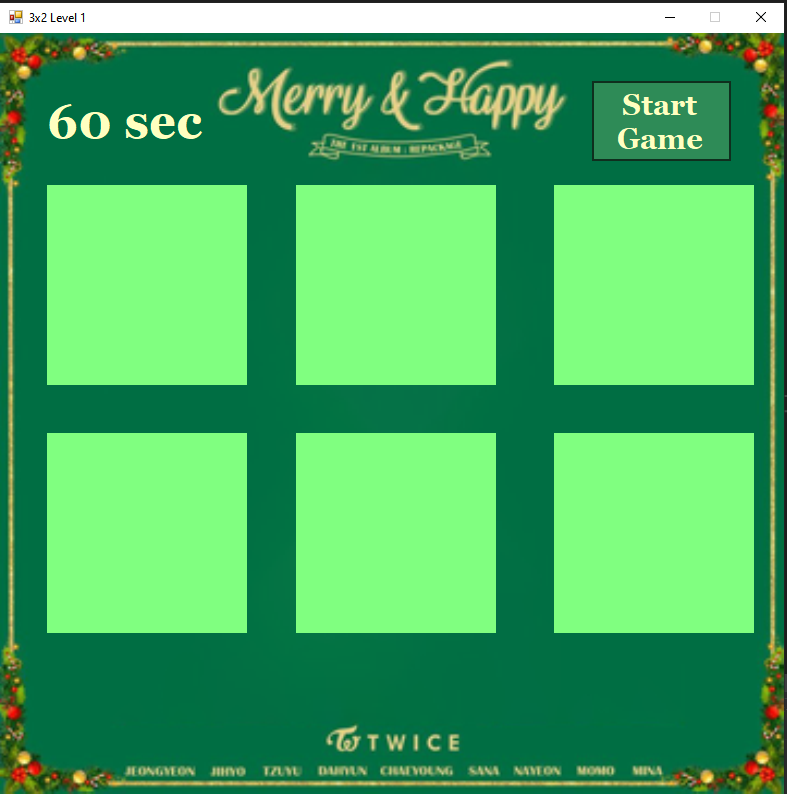 3x2 Level 1
60 sec
Merry & Happy
THE 1ST ALBUM : REPACKAGE
Start
Game
TWICE
JEONGYEON JIHYO TZUYU DAHYUN CHAEYOUNG SANA NAYEON MOMO MINA